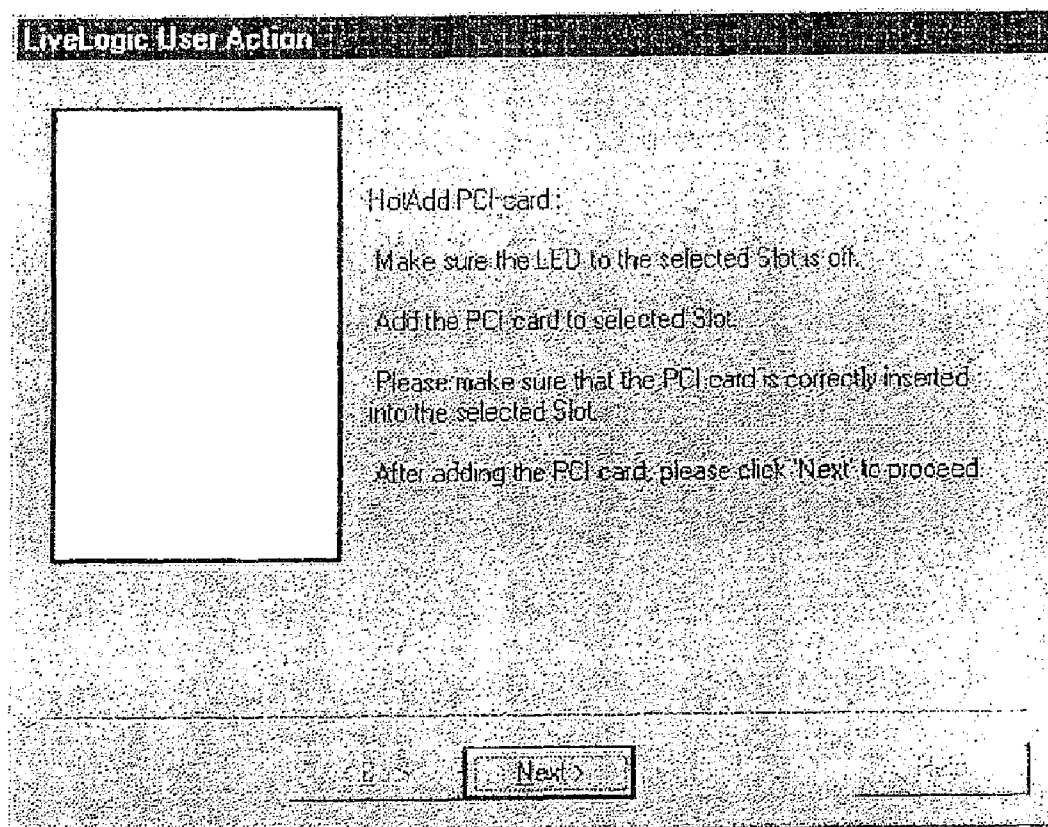 LiveLogic User Action
HotAdd PCI card :
Make sure the LED to the selected Slot is off.
Add the PCI card to selected Slot.
Please make sure that the PCI card is correctly inserted
into the selected Slot.
After adding the PCI card, please click 'Next' to proceed.
Next >